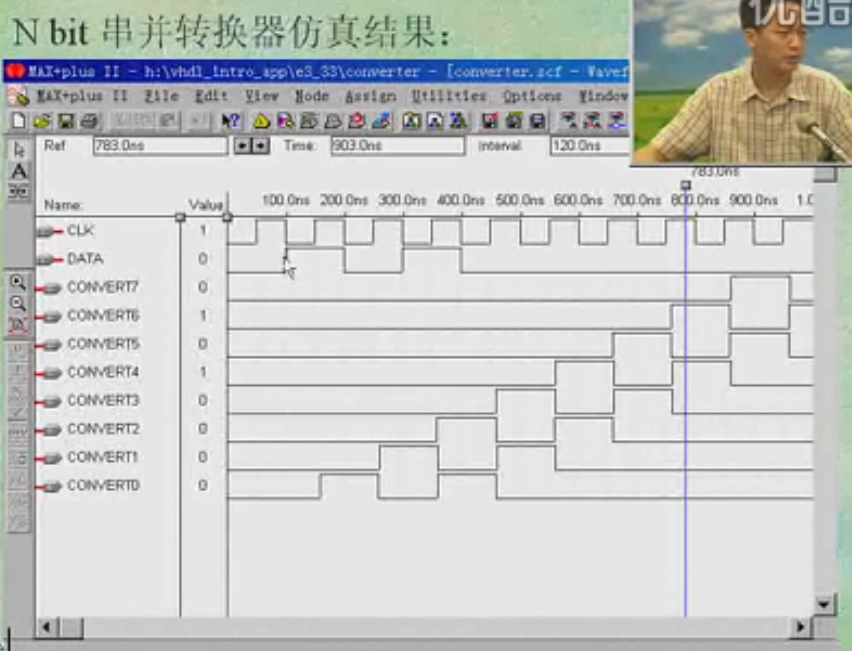 N bit 串并转换器仿真结果：
优酷
MAX+plus II - h:\vhdl_intro_app\eS_33\converter - [converter.scf - Wavef
MAX+plus II File Edit View Node Assign Utilities Options Window
Ref 783.0ns Time: 903.0ns Interval 120.0ns
783.0ns
Name: Value 100.0ns 200.0ns 300.0ns 400.0ns 500.0ns 600.0ns 700.0ns 800.0ns 900.0ns 1.0
CLK 1
DATA 0
CONVERT7 0
CONVERT6 1
CONVERT5 0
CONVERT4 1
CONVERT3 0
CONVERT2 0
CONVERT1 0
CONVERT0 0